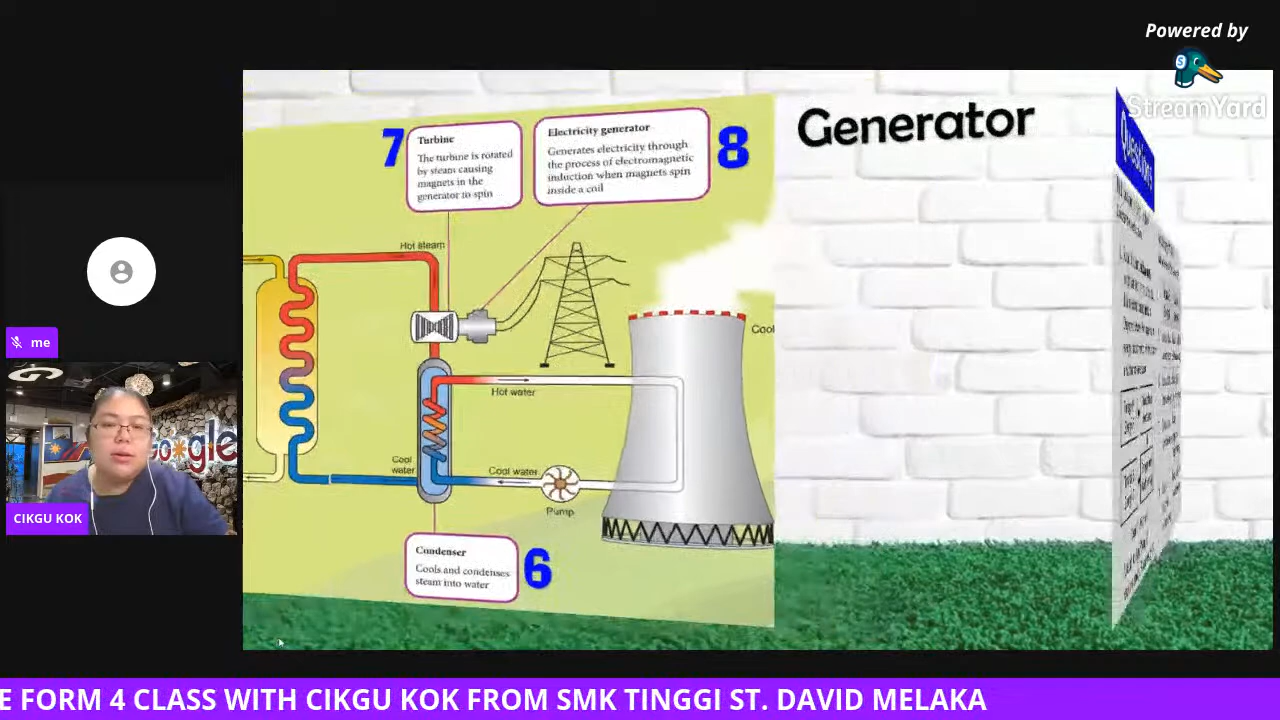 Powered by
StreamYard
Generator
Questions
7
Turbine
The turbine is rotated
by steam causing
magnets in the
generator to spin
Electricity generator
Generates electricity through
the process of electromagnetic
induction when magnets spin
inside a coil
8
Hot steam
Cool
Hot water
Cool
water
Cool water
Pump
Condenser
Cools and condenses
steam into water
6
me
Google
CIKGU KOK
E FORM 4 CLASS WITH CIKGU KOK FROM SMK TINGGI ST. DAVID MELAKA